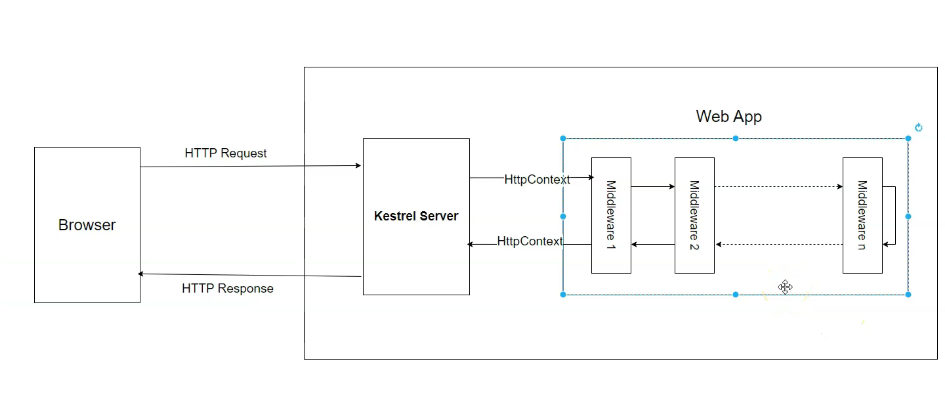 Web App
HTTP Request
Browser
Kestrel Server
HttpContext
HttpContext
Middleware 1
Middleware 2
Middleware n
HTTP Response